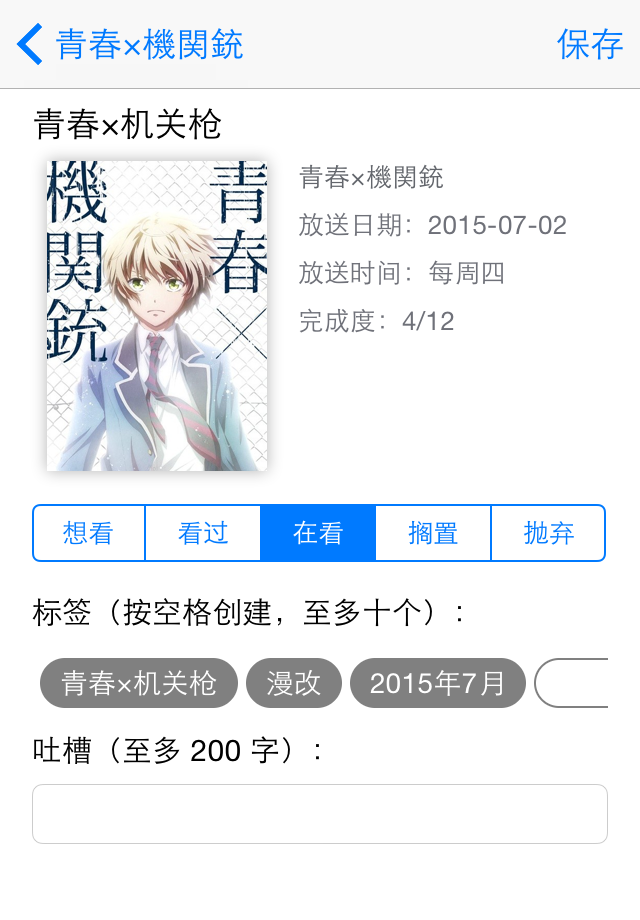 青春×機関銃
保存
青春×机关枪
青春×
機関銃
青春×機関銃
放送日期：2015-07-02
放送时间：每周四
完成度：4/12
想看
看过
在看
搁置
抛弃
标签（按空格创建，至多十个）：
青春×机关枪
漫改
2015年7月
吐槽（至多 200 字）：